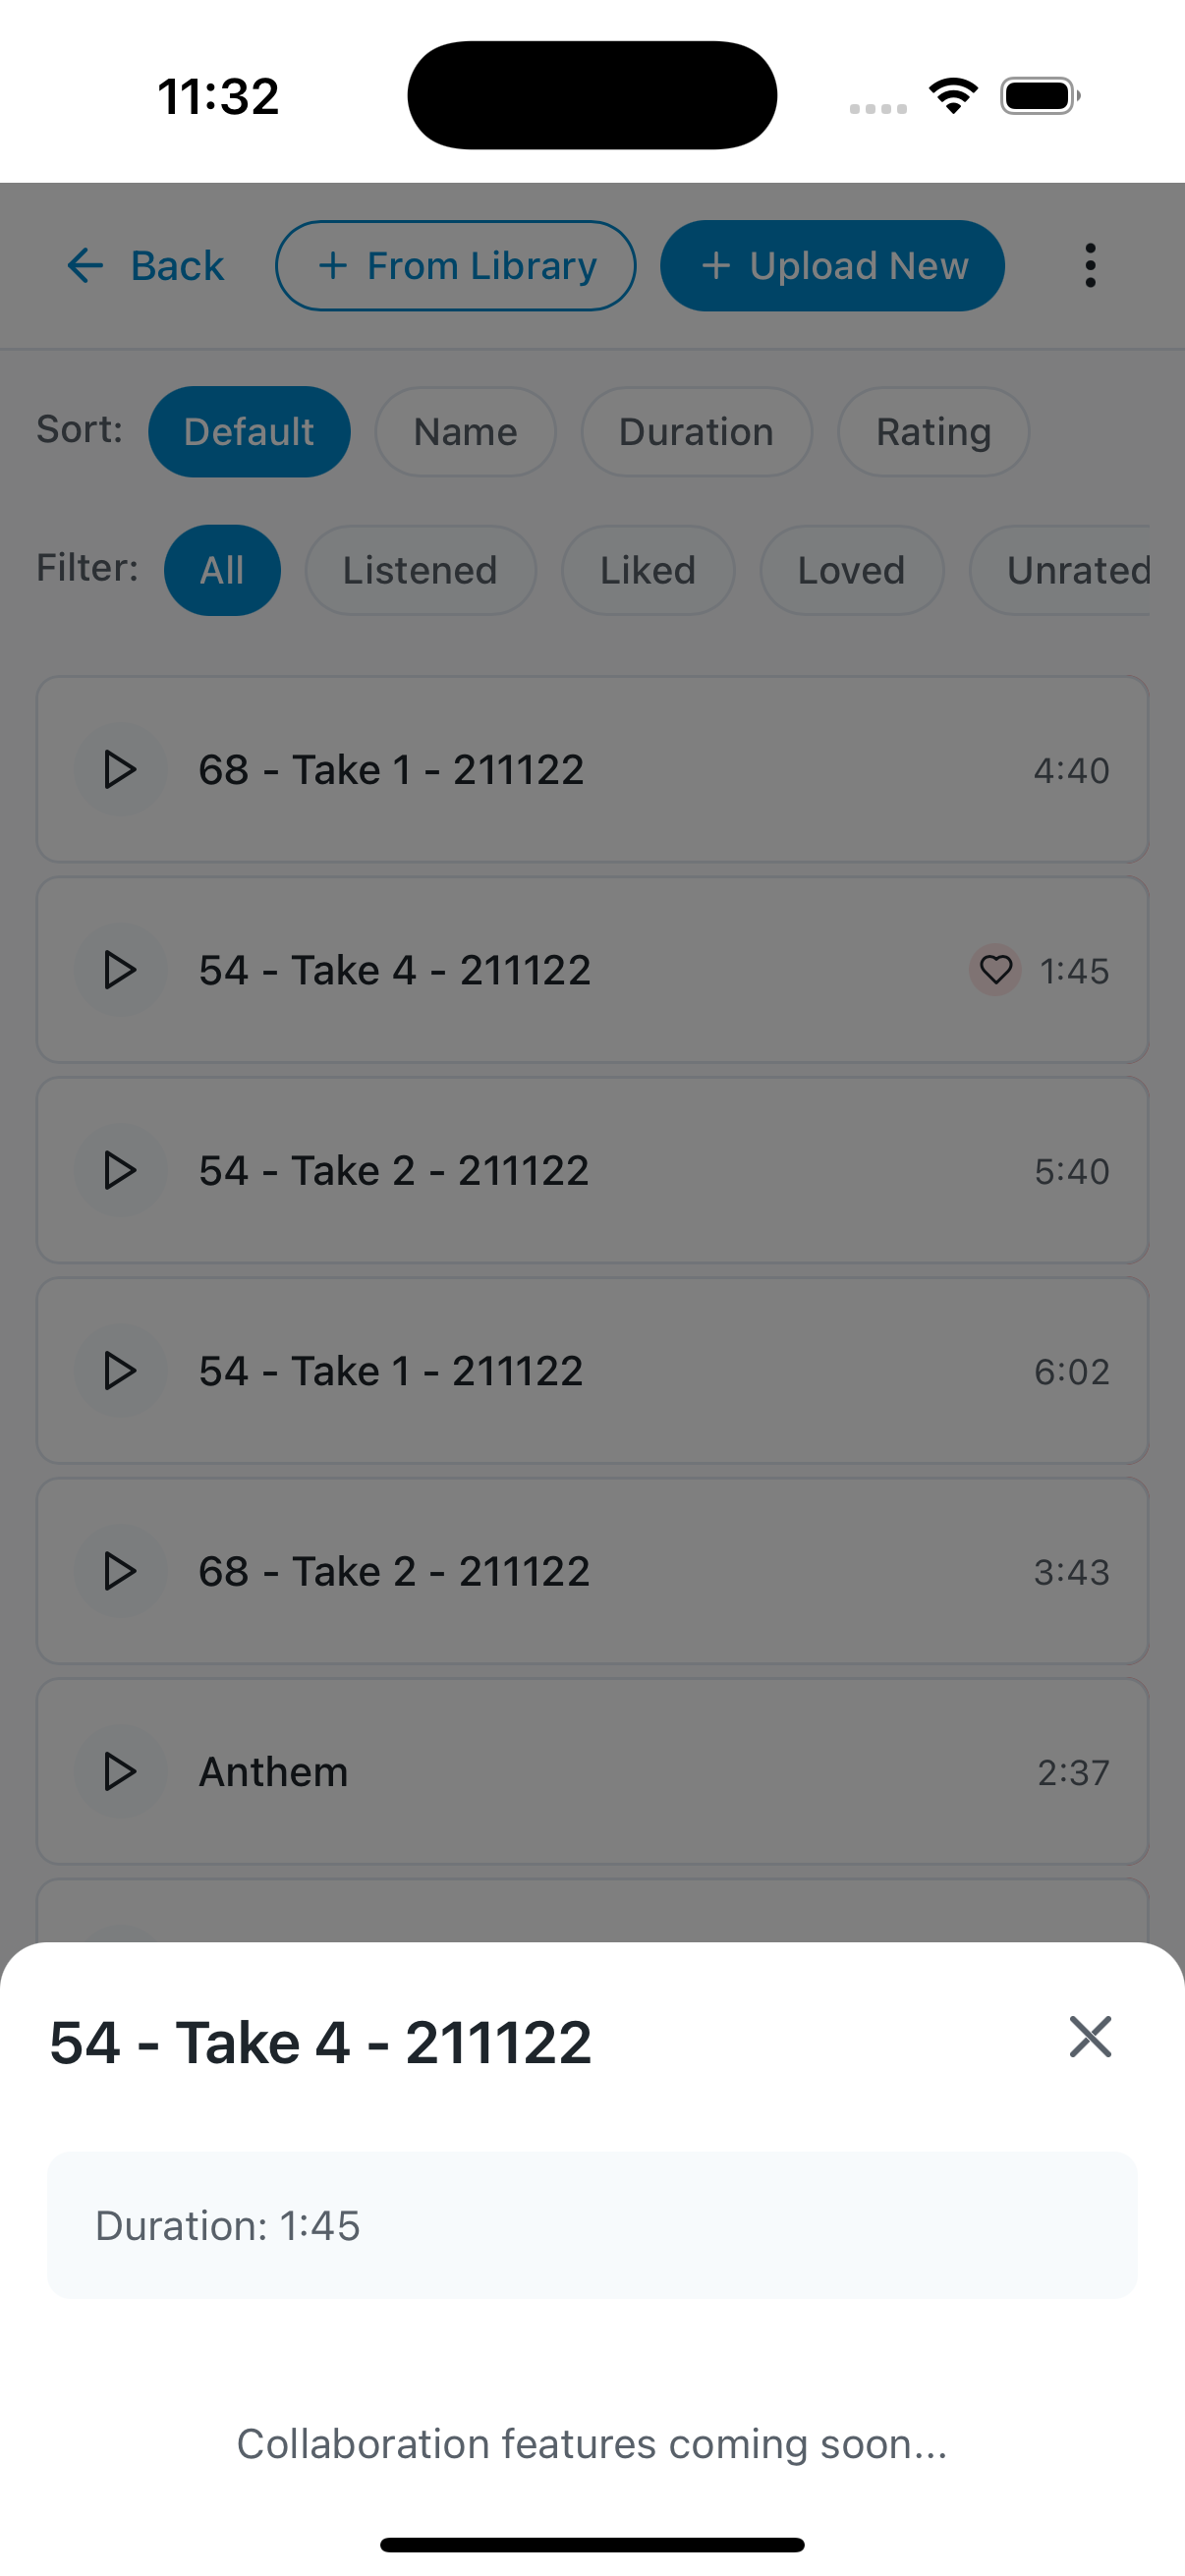 11:32
Back + From Library + Upload New
Sort: Default Name Duration Rating
Filter: All Listened Liked Loved Unrated
68 - Take 1 - 211122 4:40
54 - Take 4 - 211122 1:45
54 - Take 2 - 211122 5:40
54 - Take 1 - 211122 6:02
68 - Take 2 - 211122 3:43
Anthem 2:37
54 - Take 4 - 211122
Duration: 1:45
Collaboration features coming soon...